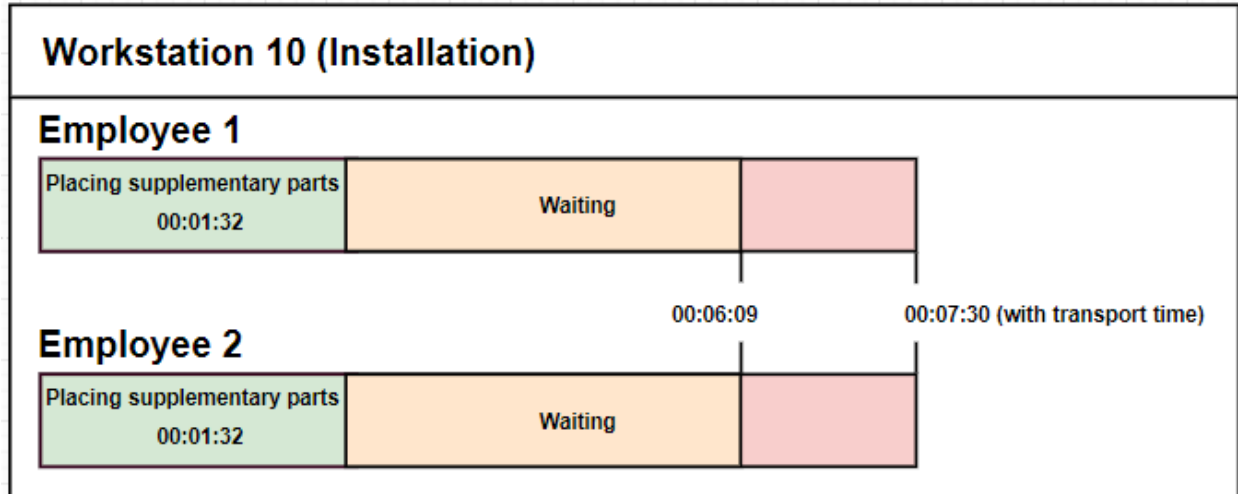 Workstation 10 (Installation)
Employee 1
Placing supplementary parts
00:01:32
Waiting
00:06:09
00:07:30 (with transport time)
Employee 2
Placing supplementary parts
00:01:32
Waiting